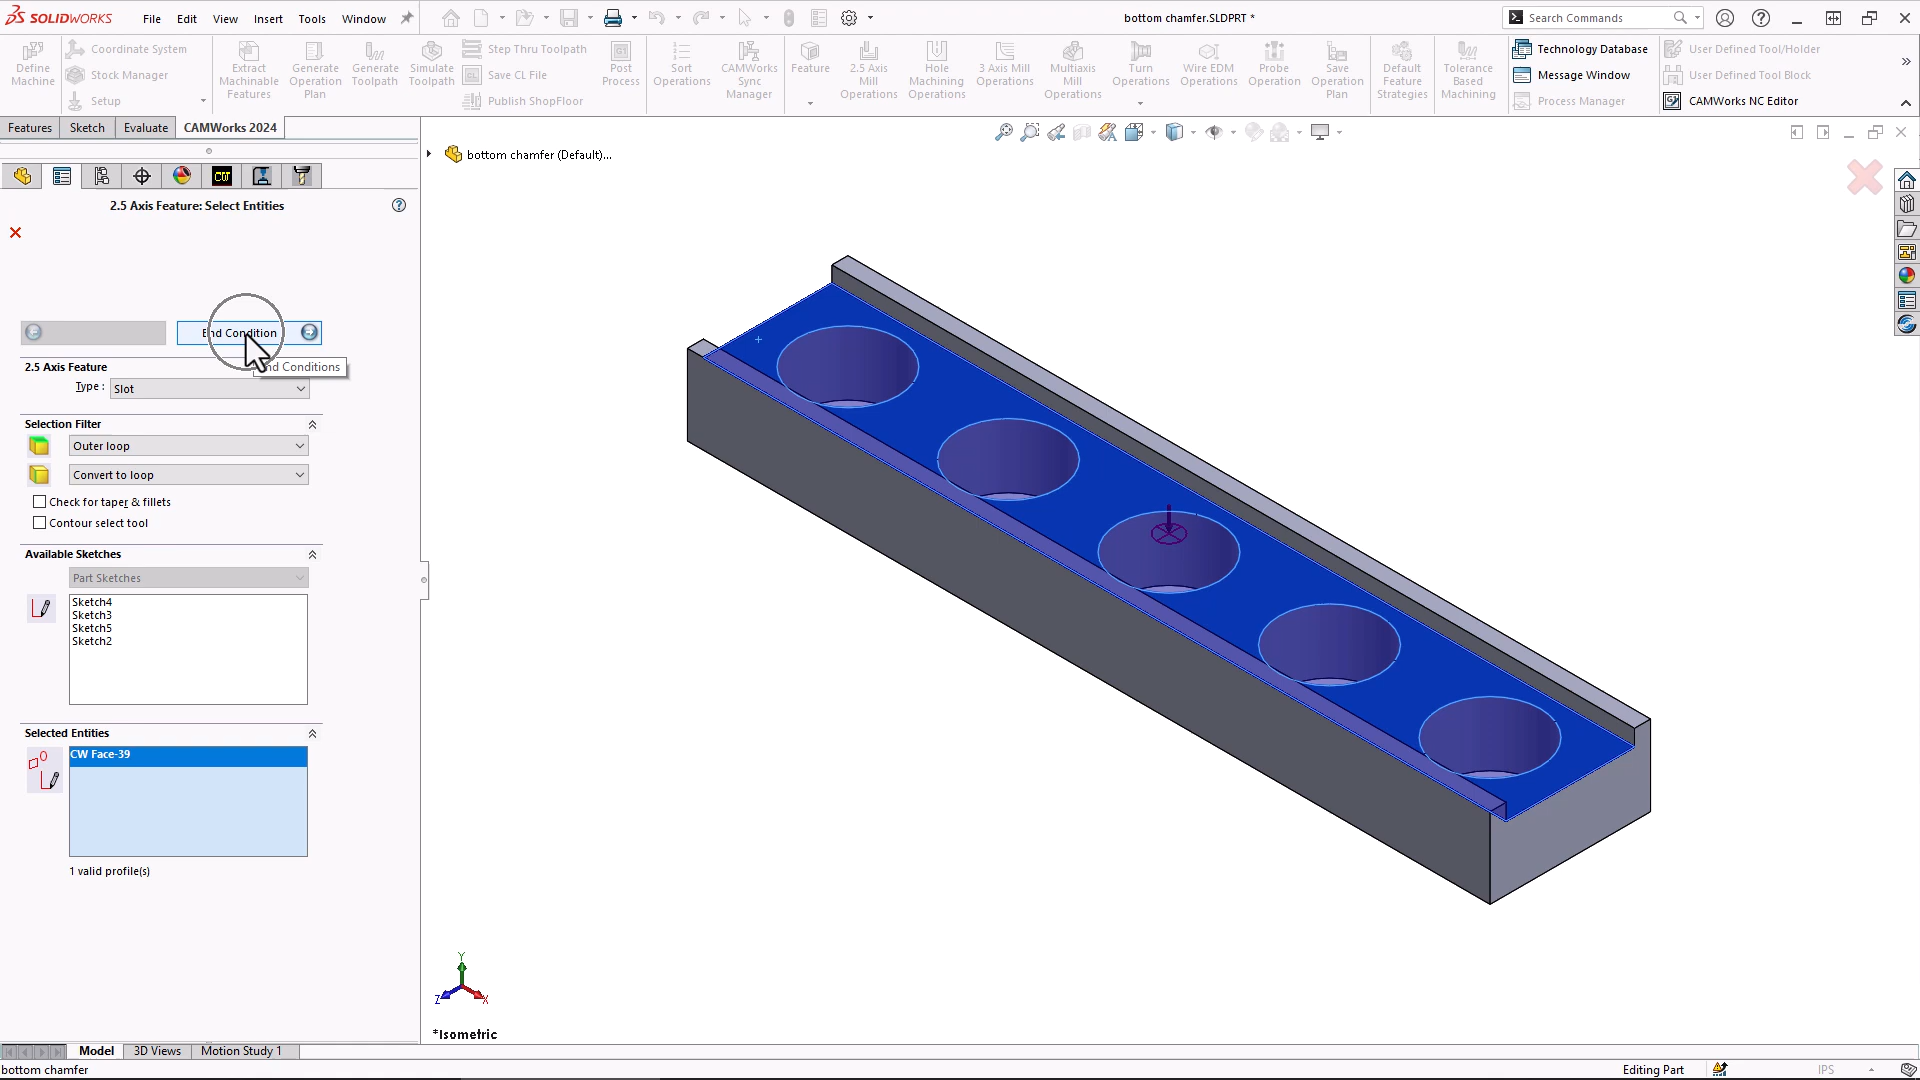 SOLIDWORKS
File Edit View Insert Tools Window
bottom chamfer.SLDPRT *
Search Commands
Define Machine
Coordinate System
Stock Manager
Setup
Extract Machinable Features
Generate Operation Plan
Generate Toolpath
Simulate Toolpath
Step Thru Toolpath
Save CL File
Publish ShopFloor
Post Process
Sort Operations
CAMWorks Sync Manager
Feature
2.5 Axis Mill Operations
Hole Machining Operations
3 Axis Mill Operations
Multiaxis Mill Operations
Turn Operations
Wire EDM Operations
Probe Operation
Save Operation Plan
Default Feature Strategies
Tolerance Based Machining
Technology Database
Message Window
Process Manager
User Defined Tool/Holder
User Defined Tool Block
CAMWorks NC Editor
Features Sketch Evaluate CAMWorks 2024
bottom chamfer (Default)...
2.5 Axis Feature: Select Entities
End Condition
End Conditions
2.5 Axis Feature
Type : Slot
Selection Filter
Outer loop
Convert to loop
Check for taper & fillets
Contour select tool
Available Sketches
Part Sketches
Sketch4
Sketch3
Sketch5
Sketch2
Selected Entities
CW Face-39
1 valid profile(s)
Y
Z X
*Isometric
Model 3D Views Motion Study 1
bottom chamfer
Editing Part
IPS